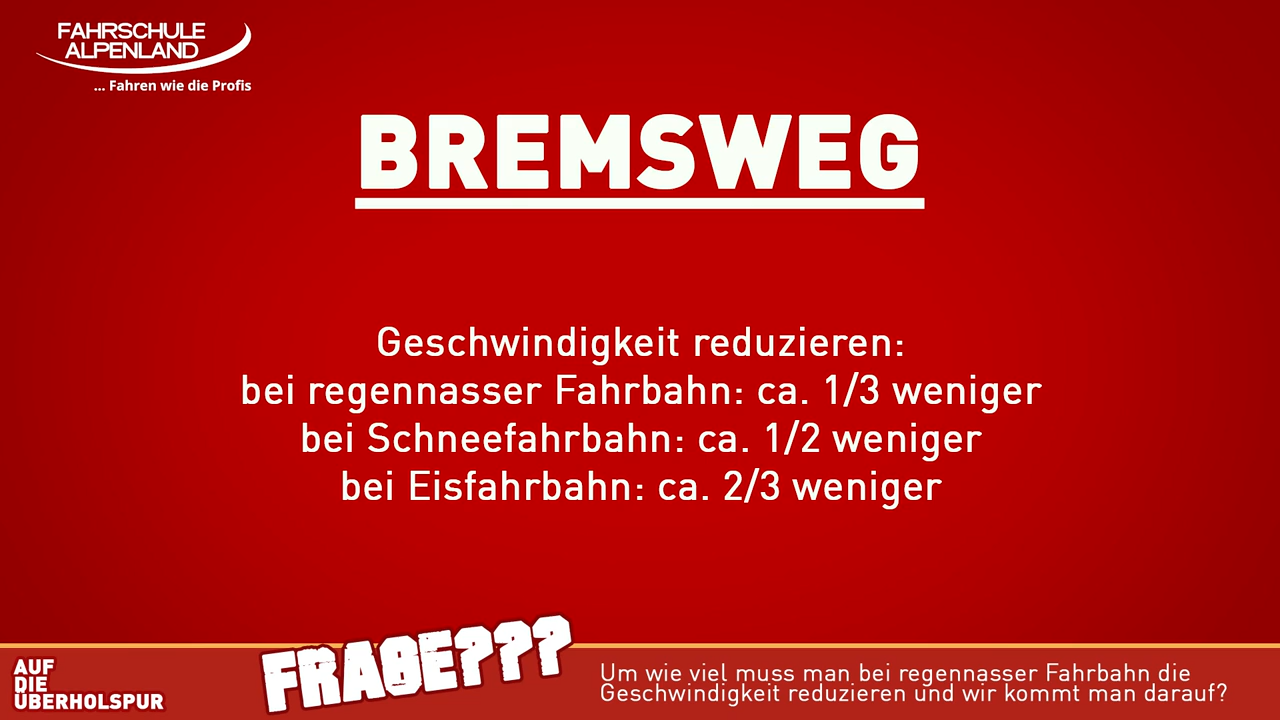 FAHRSCHULE
ALPENLAND
... Fahren wie die Profis
BREMSWEG
Geschwindigkeit reduzieren:
bei regennasser Fahrbahn: ca. 1/3 weniger
bei Schneefahrbahn: ca. 1/2 weniger
bei Eisfahrbahn: ca. 2/3 weniger
AUF
DIE
ÜBERHOLSPUR
FRAGE???
Um wie viel muss man bei regennasser Fahrbahn die
Geschwindigkeit reduzieren und wir kommt man darauf?